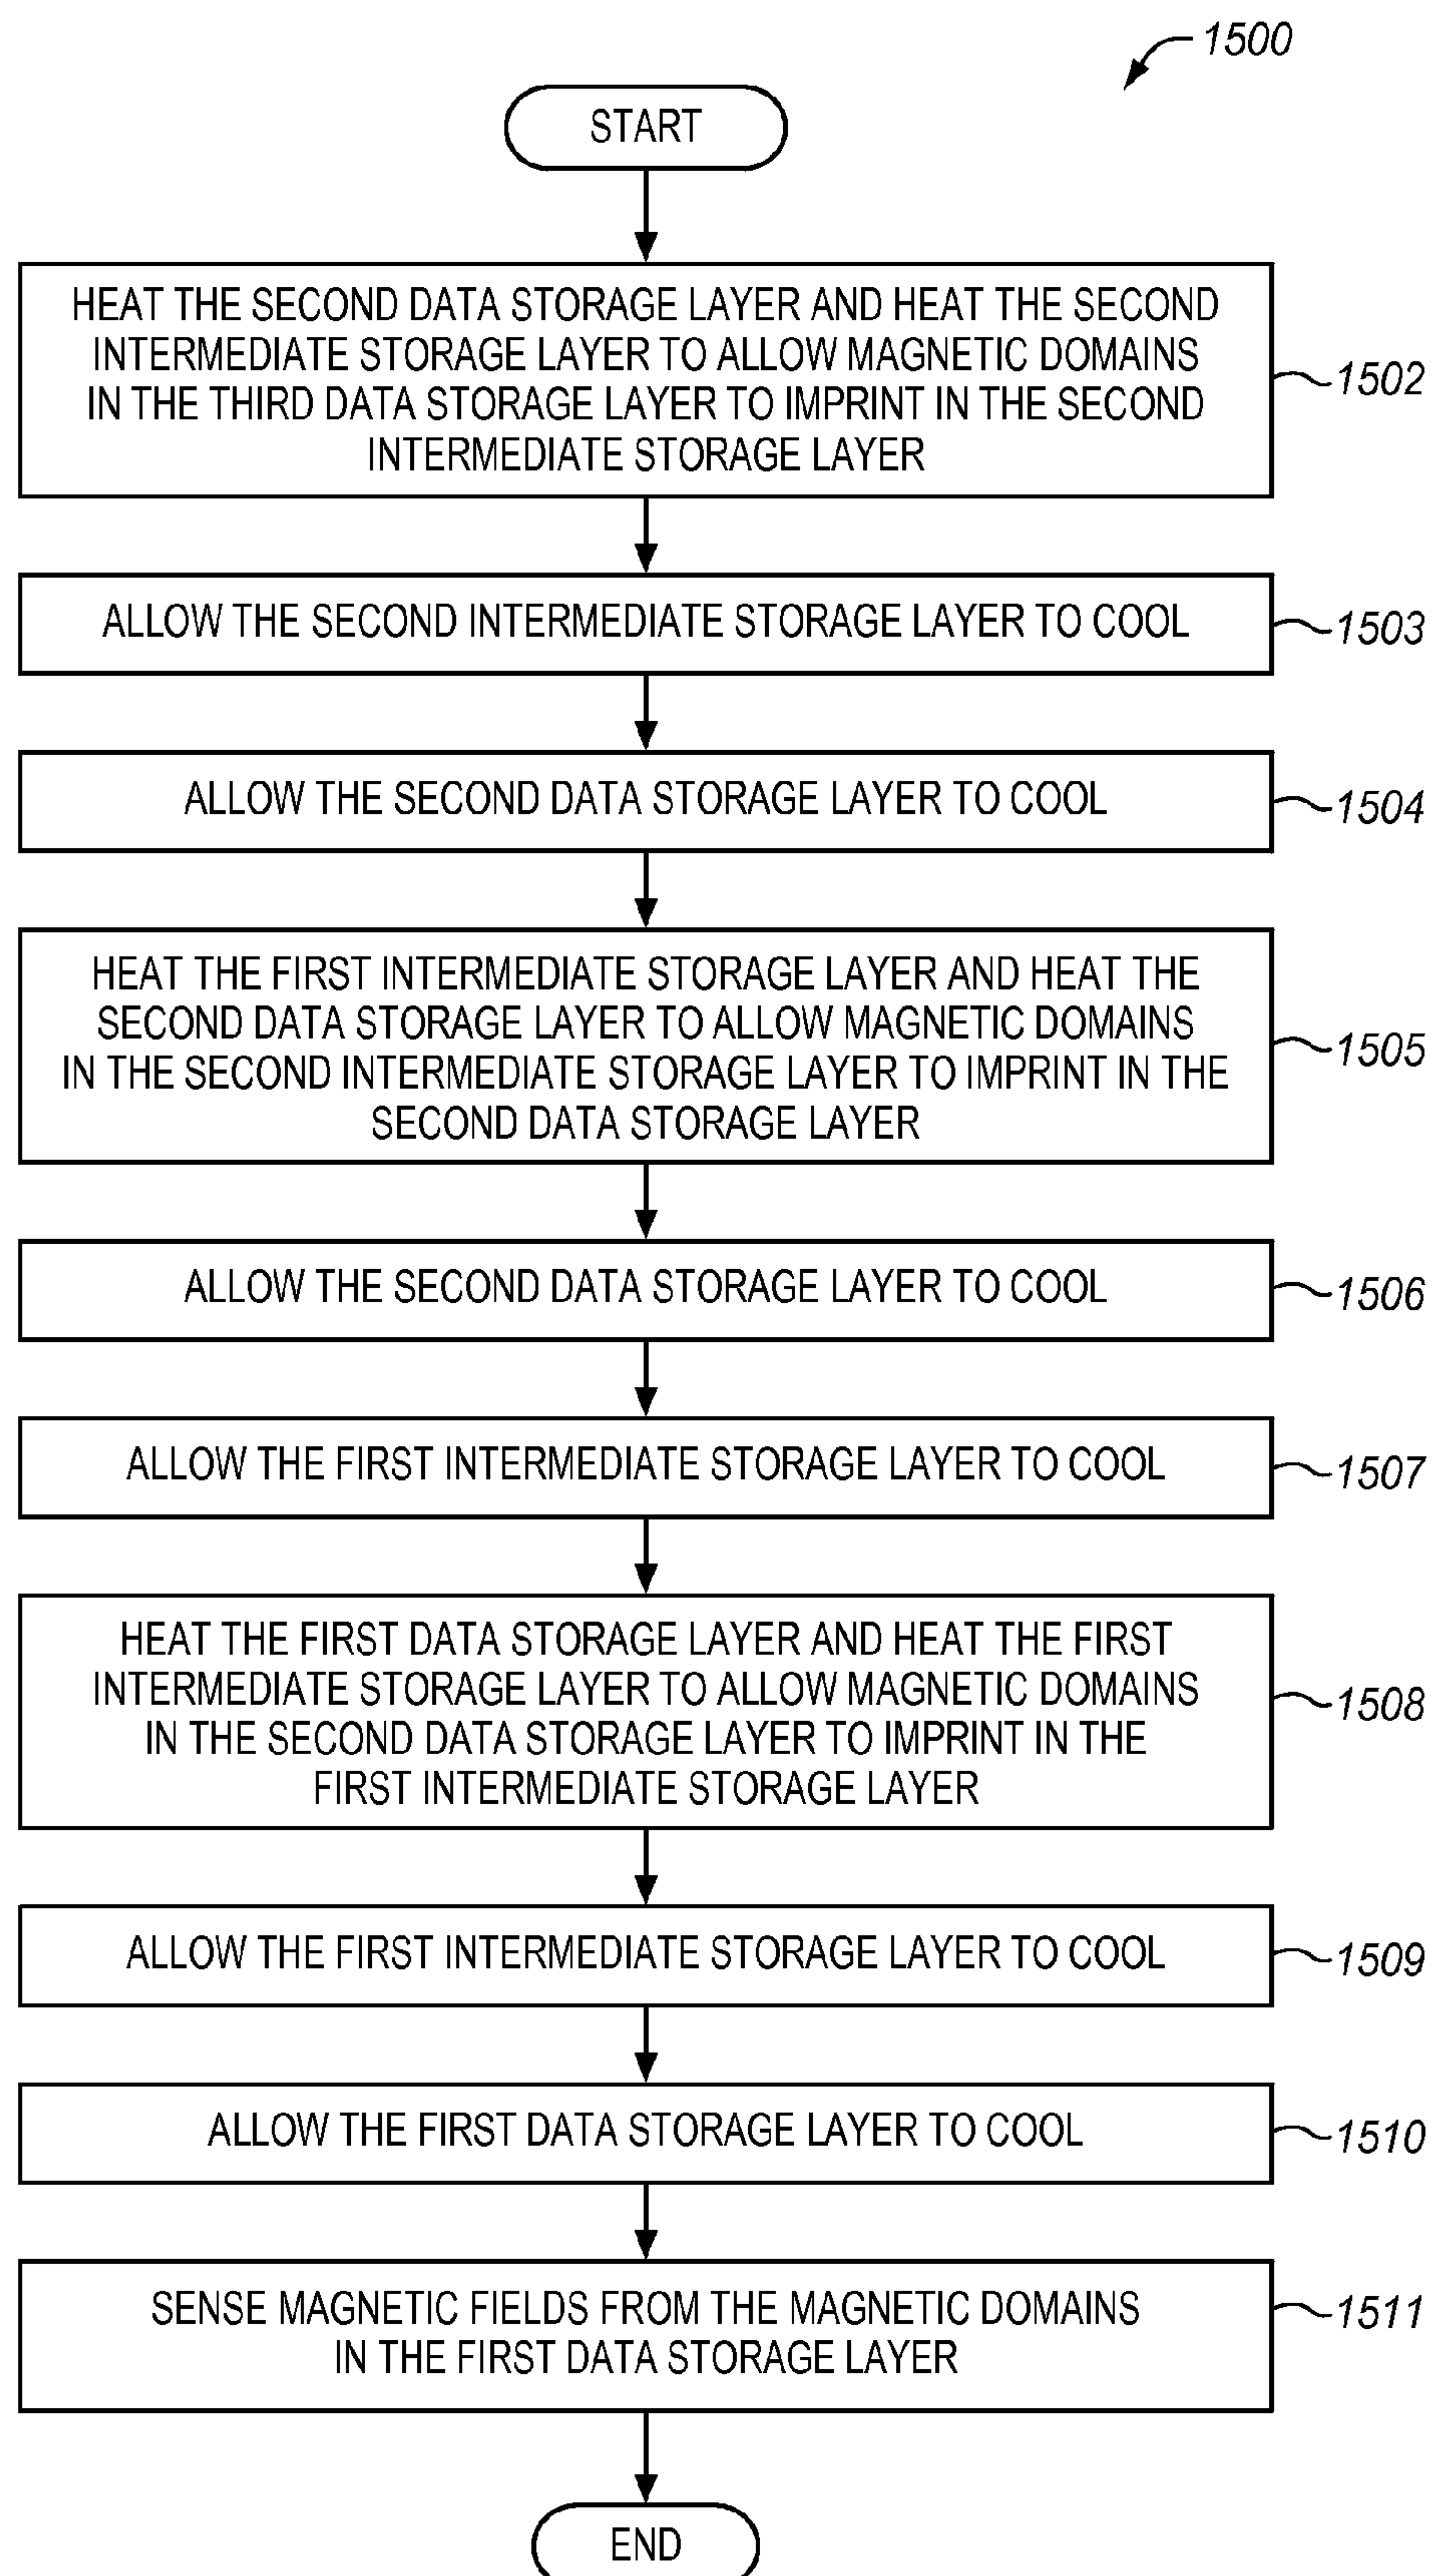 1500
START
HEAT THE SECOND DATA STORAGE LAYER AND HEAT THE SECOND
INTERMEDIATE STORAGE LAYER TO ALLOW MAGNETIC DOMAINS
IN THE THIRD DATA STORAGE LAYER TO IMPRINT IN THE SECOND
INTERMEDIATE STORAGE LAYER
1502
ALLOW THE SECOND INTERMEDIATE STORAGE LAYER TO COOL
1503
ALLOW THE SECOND DATA STORAGE LAYER TO COOL
1504
HEAT THE FIRST INTERMEDIATE STORAGE LAYER AND HEAT THE
SECOND DATA STORAGE LAYER TO ALLOW MAGNETIC DOMAINS
IN THE SECOND INTERMEDIATE STORAGE LAYER TO IMPRINT IN THE
SECOND DATA STORAGE LAYER
1505
ALLOW THE SECOND DATA STORAGE LAYER TO COOL
1506
ALLOW THE FIRST INTERMEDIATE STORAGE LAYER TO COOL
1507
HEAT THE FIRST DATA STORAGE LAYER AND HEAT THE FIRST
INTERMEDIATE STORAGE LAYER TO ALLOW MAGNETIC DOMAINS
IN THE SECOND DATA STORAGE LAYER TO IMPRINT IN THE
FIRST INTERMEDIATE STORAGE LAYER
1508
ALLOW THE FIRST INTERMEDIATE STORAGE LAYER TO COOL
1509
ALLOW THE FIRST DATA STORAGE LAYER TO COOL
1510
SENSE MAGNETIC FIELDS FROM THE MAGNETIC DOMAINS
IN THE FIRST DATA STORAGE LAYER
1511
END